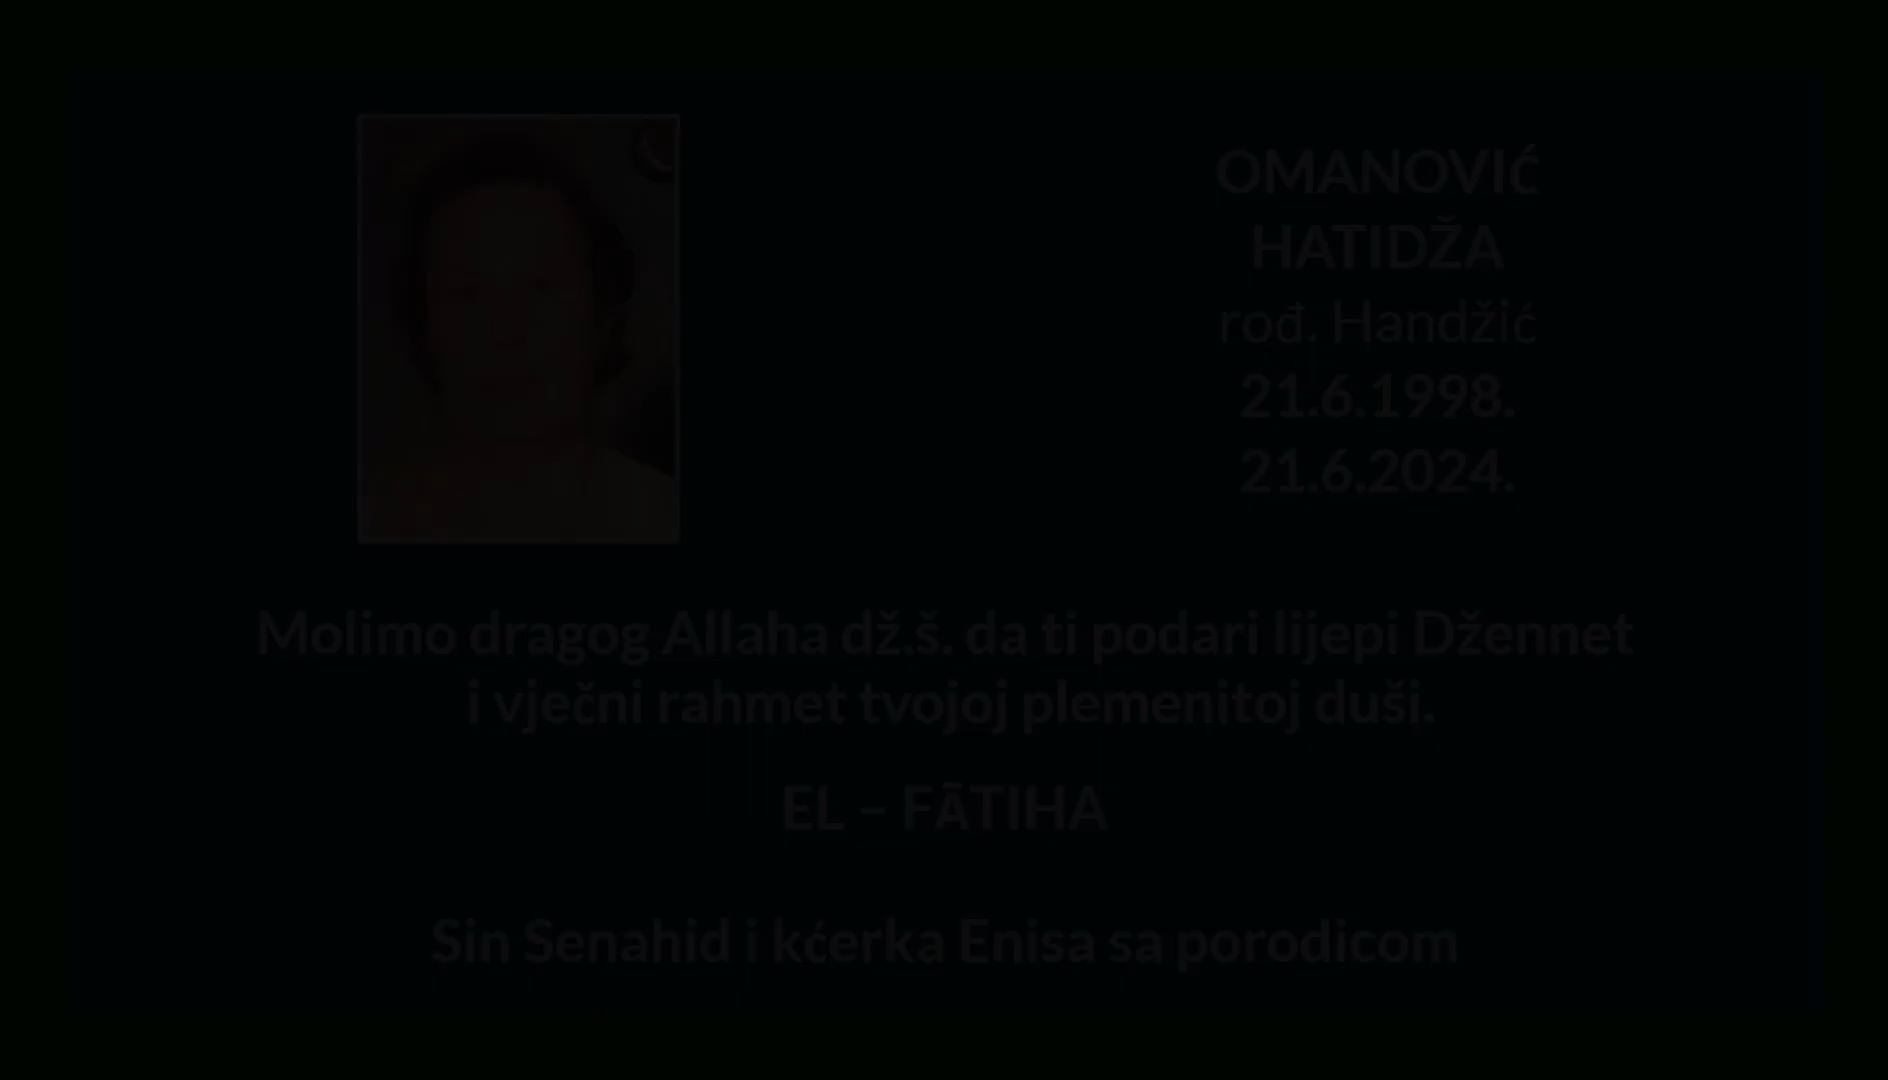 OMANOVIĆ
HATIDŽA
rođ. Handžić
21.6.1998.
21.6.2024.
Molimo dragog Allaha dž.š. da ti podari lijepi Džennet
i vječni rahmet tvojoj plemenitoj duši.
EL – FĀTIHA
Sin Senahid i kćerka Enisa sa porodicom